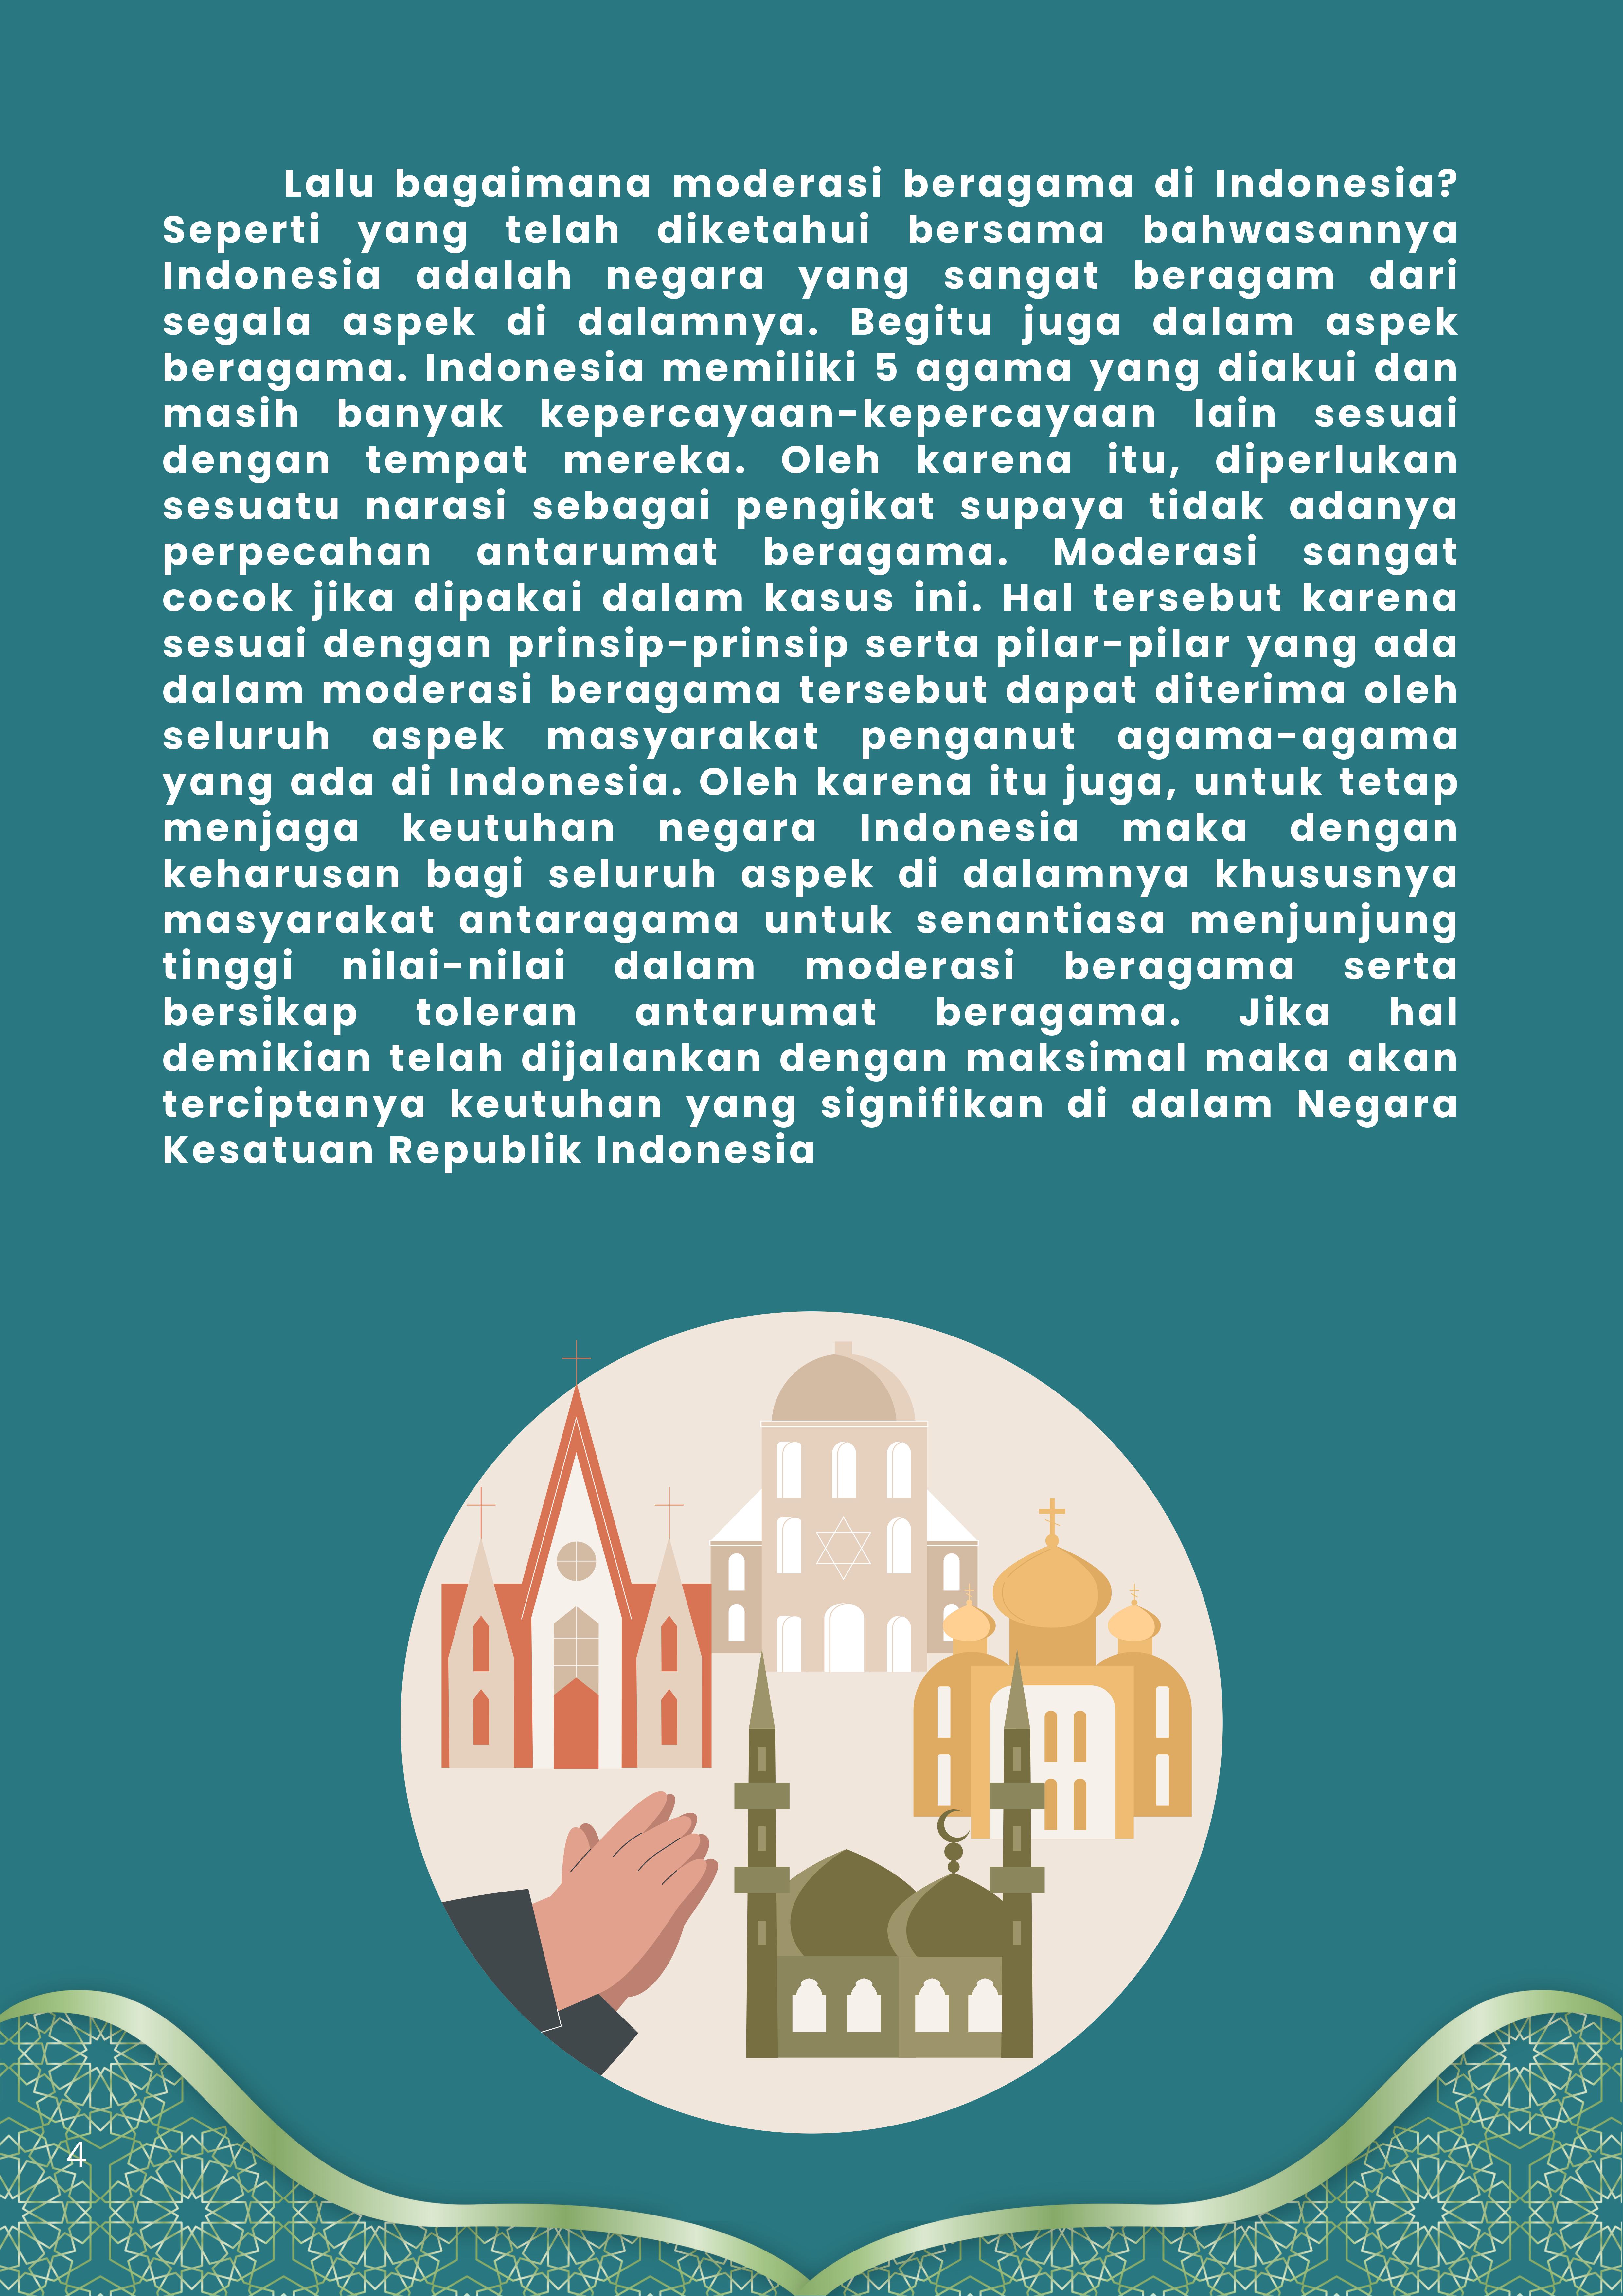 Lalu bagaimana moderasi beragama di Indonesia?
Seperti yang telah diketahui bersama bahwasannya
Indonesia adalah negara yang sangat beragam dari
segala aspek di dalamnya. Begitu juga dalam aspek
beragama. Indonesia memiliki 5 agama yang diakui dan
masih banyak kepercayaan-kepercayaan lain sesuai
dengan tempat mereka. Oleh karena itu, diperlukan
sesuatu narasi sebagai pengikat supaya tidak adanya
perpecahan antarumat beragama. Moderasi sangat
cocok jika dipakai dalam kasus ini. Hal tersebut karena
sesuai dengan prinsip-prinsip serta pilar-pilar yang ada
dalam moderasi beragama tersebut dapat diterima oleh
seluruh aspek masyarakat penganut agama-agama
yang ada di Indonesia. Oleh karena itu juga, untuk tetap
menjaga keutuhan negara Indonesia maka dengan
keharusan bagi seluruh aspek di dalamnya khususnya
masyarakat antaragama untuk senantiasa menjunjung
tinggi nilai-nilai dalam moderasi beragama serta
bersikap toleran antarumat beragama. Jika hal
demikian telah dijalankan dengan maksimal maka akan
terciptanya keutuhan yang signifikan di dalam Negara
Kesatuan Republik Indonesia
4